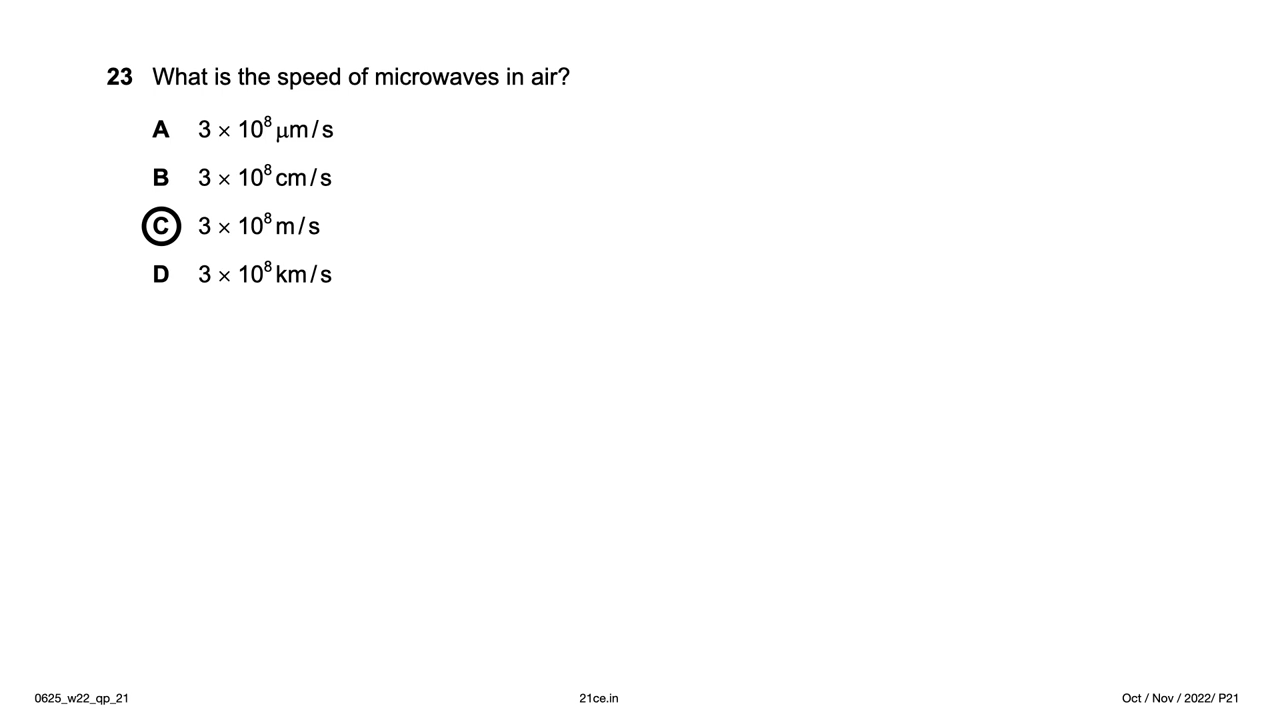 23 What is the speed of microwaves in air?
A 3 × 10⁸ μm/s
B 3 × 10⁸ cm/s
C 3 × 10⁸ m/s
D 3 × 10⁸ km/s
0625_w22_qp_21 21ce.in Oct / Nov / 2022/ P21